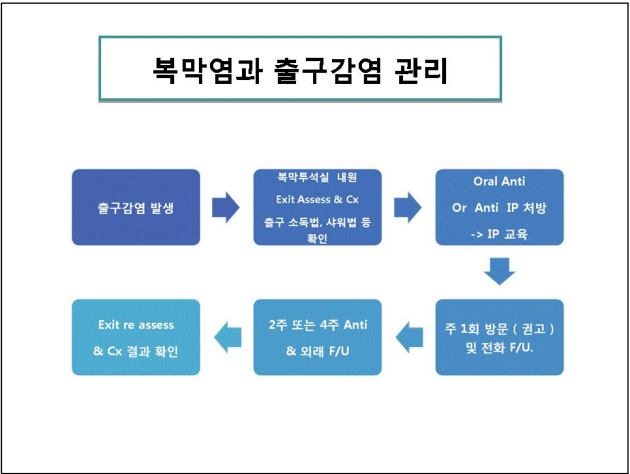 복막염과 출구감염 관리
출구감염 발생
복막투석실 내원
Exit Assess & Cx
출구 소독법, 샤워법 등
확인
Oral Anti
Or Anti IP 처방
-> IP 교육
주 1회 방문 ( 권고 )
및 전화 F/U.
2주 또는 4주 Anti
& 외래 F/U
Exit re assess
& Cx 결과 확인